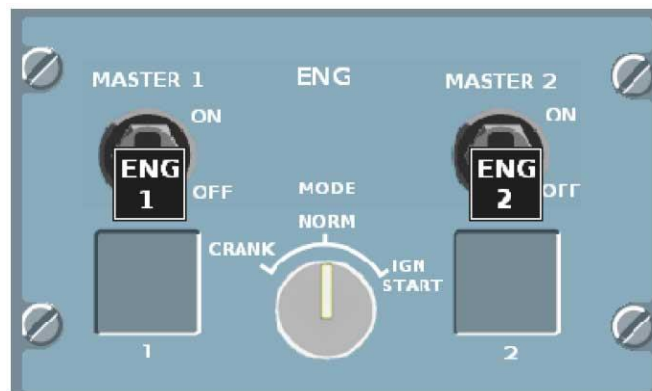 MASTER 1
ENG
MASTER 2
ON
ON
ENG
1
ENG
2
OFF
OFF
MODE
NORM
CRANK
IGN
START
1
2